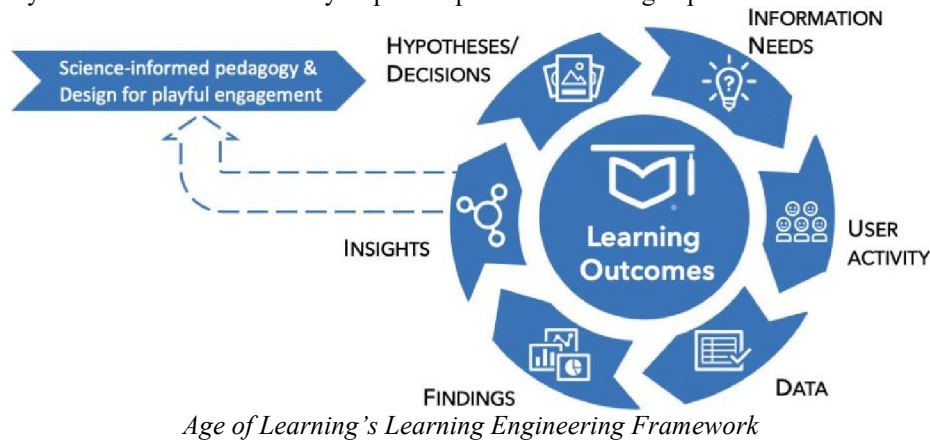 Science-informed pedagogy &
Design for playful engagement
HYPOTHESES/
DECISIONS
INFORMATION
NEEDS
?
USER
ACTIVITY
DATA
FINDINGS
INSIGHTS
Learning
Outcomes
Age of Learning's Learning Engineering Framework